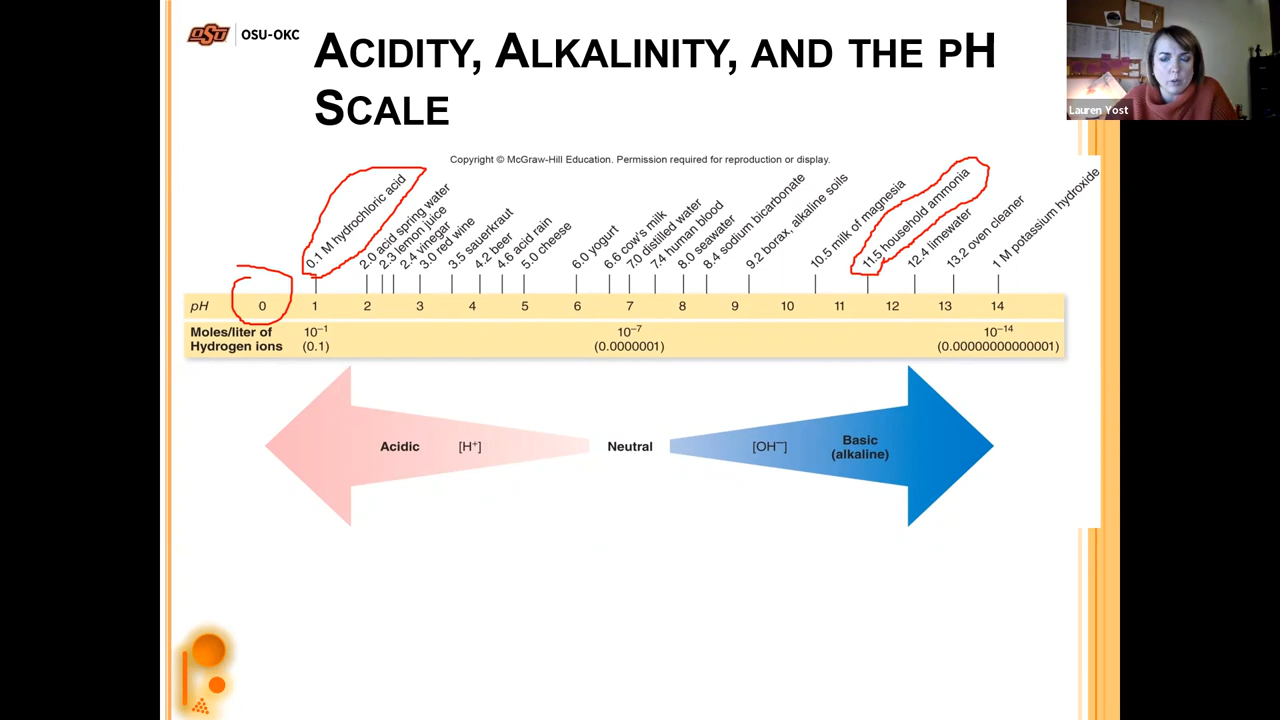 OSU OSU-OKC
ACIDITY, ALKALINITY, AND THE PH
SCALE
Lauren Yost
Copyright © McGraw-Hill Education. Permission required for reproduction or display.
0.1 M hydrochloric acid
2.0 acid spring water
2.3 lemon juice
2.4 vinegar
3.0 red wine
3.5 sauerkraut
4.2 beer
4.6 acid rain
5.0 cheese
6.0 yogurt
6.6 cow's milk
7.0 distilled water
7.4 human blood
8.0 seawater
8.4 sodium bicarbonate
9.2 borax, alkaline soils
10.5 milk of magnesia
11.5 household ammonia
12.4 limewater
13.2 oven cleaner
1 M potassium hydroxide
pH 0 1 2 3 4 5 6 7 8 9 10 11 12 13 14
Moles/liter of 10⁻¹ 10⁻⁷ 10⁻¹⁴
Hydrogen ions (0.1) (0.0000001) (0.00000000000001)
Acidic [H⁺] Neutral [OH⁻] Basic
(alkaline)